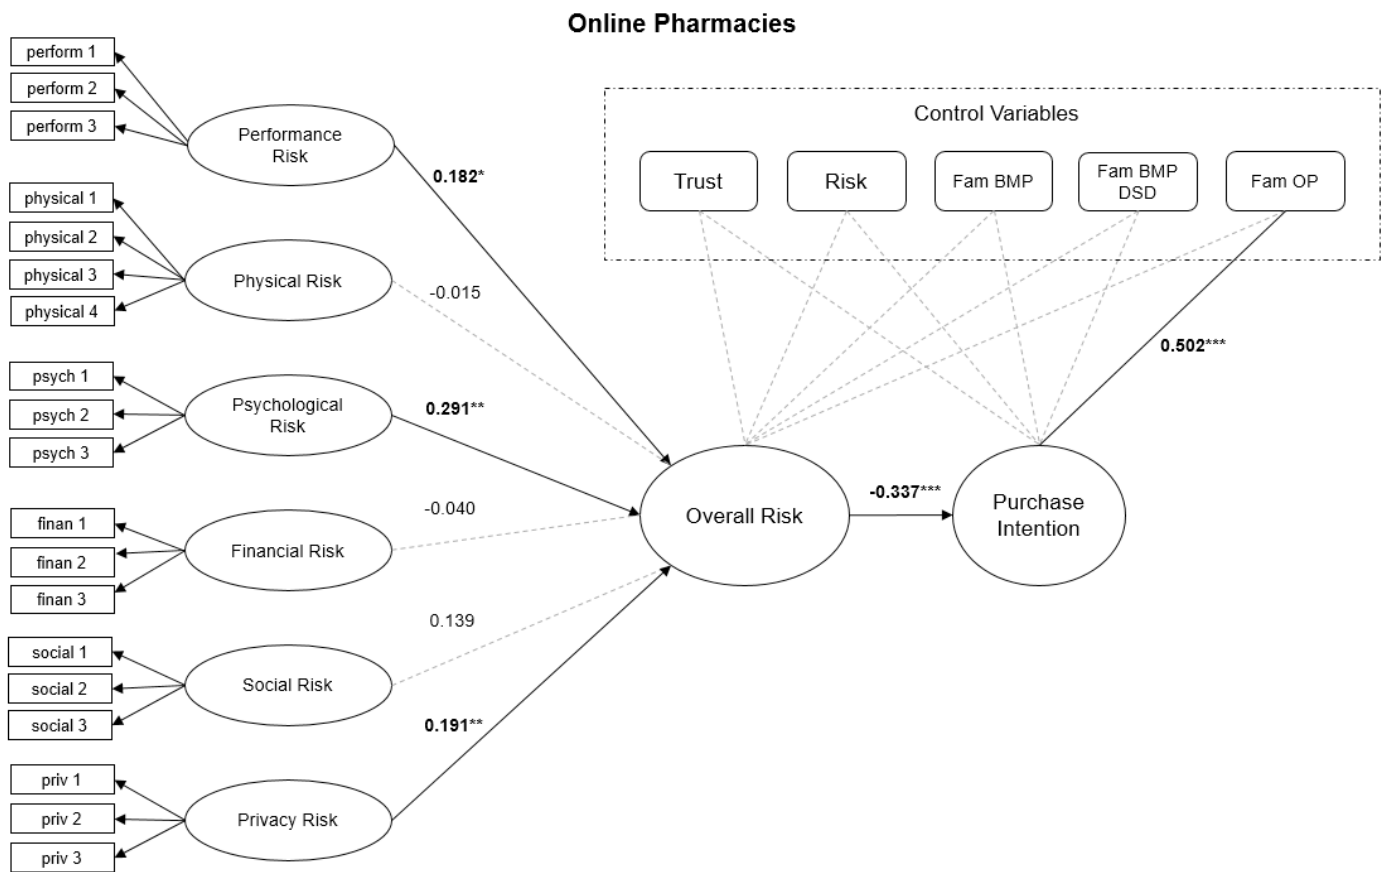 Online Pharmacies
perform 1
perform 2
perform 3
Performance
Risk
0.182*
physical 1
physical 2
physical 3
physical 4
Physical Risk
-0.015
psych 1
psych 2
psych 3
Psychological
Risk
0.291**
finan 1
finan 2
finan 3
Financial Risk
-0.040
social 1
social 2
social 3
Social Risk
0.139
priv 1
priv 2
priv 3
Privacy Risk
0.191**
Control Variables
Trust
Risk
Fam BMP
Fam BMP
DSD
Fam OP
0.502***
Overall Risk
-0.337***
Purchase
Intention